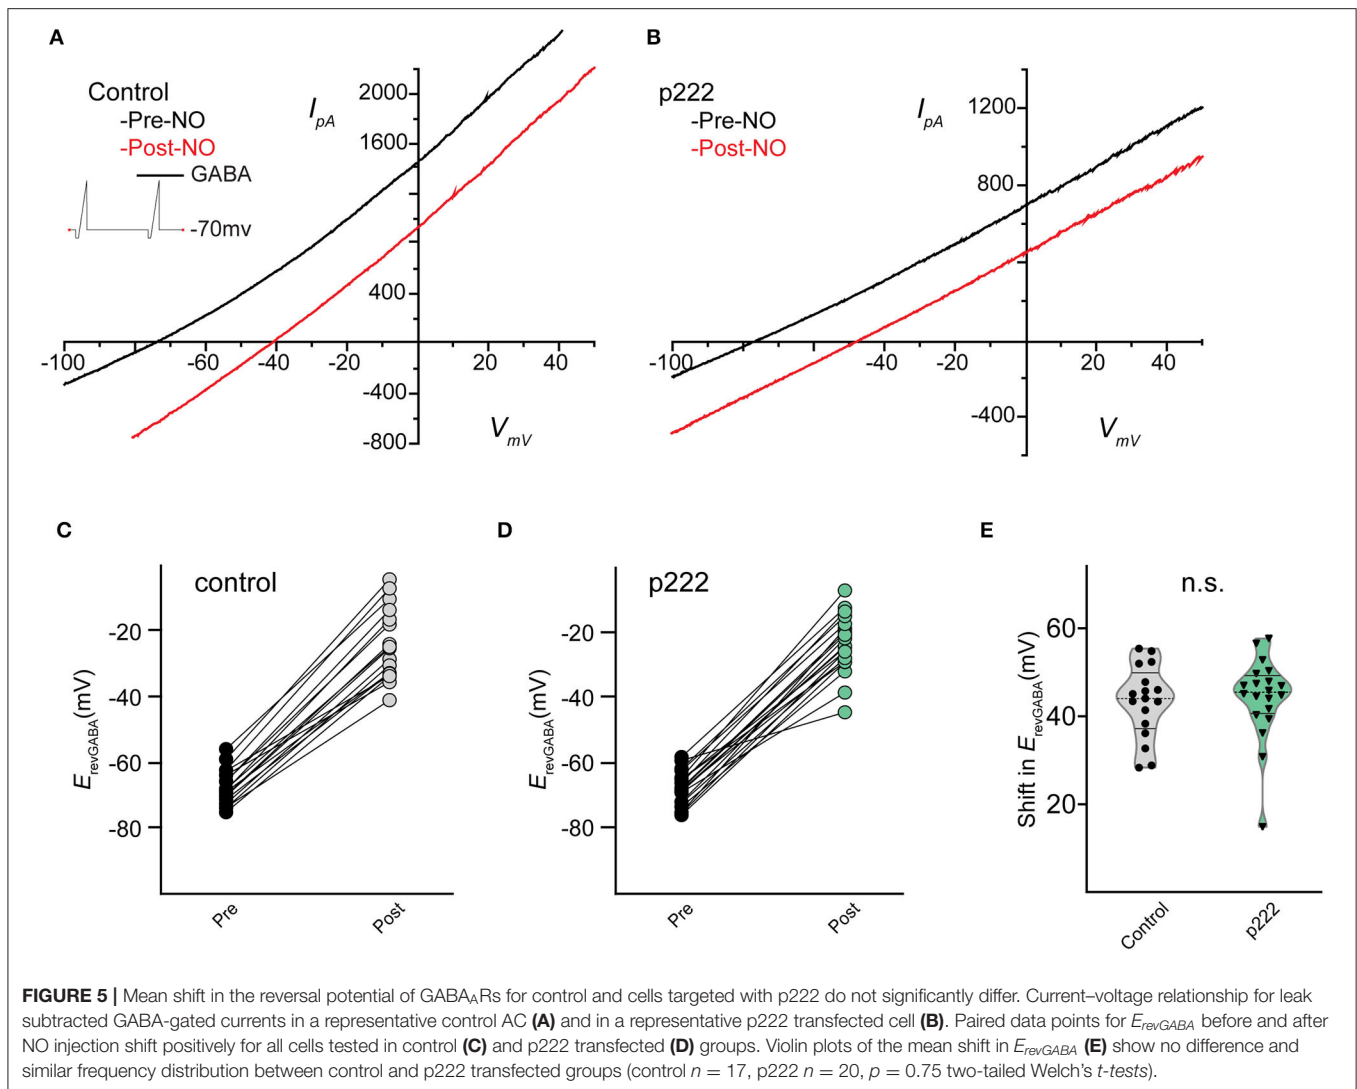 A
Control
-Pre-NO
-Post-NO
GABA
-70mv
I pA
2000
1600
400
-100
-60
-20
20
-400
-800
V mV
B
p222
-Pre-NO
-Post-NO
I pA
1200
800
400
-100
-80
-40
20
40
-400
V mV
C
control
-20
-40
-60
-80
ErevGABA(mV)
Pre
Post
D
p222
-20
-40
-60
-80
ErevGABA(mV)
Pre
Post
E
n.s.
60
40
20
Shift in ErevGABA(mV)
Control
p222
FIGURE 5 | Mean shift in the reversal potential of GABAARs for control and cells targeted with p222 do not significantly differ. Current–voltage relationship for leak
subtracted GABA-gated currents in a representative control AC (A) and in a representative p222 transfected cell (B). Paired data points for ErevGABA before and after
NO injection shift positively for all cells tested in control (C) and p222 transfected (D) groups. Violin plots of the mean shift in ErevGABA (E) show no difference and
similar frequency distribution between control and p222 transfected groups (control n = 17, p222 n = 20, p = 0.75 two-tailed Welch's t-tests).